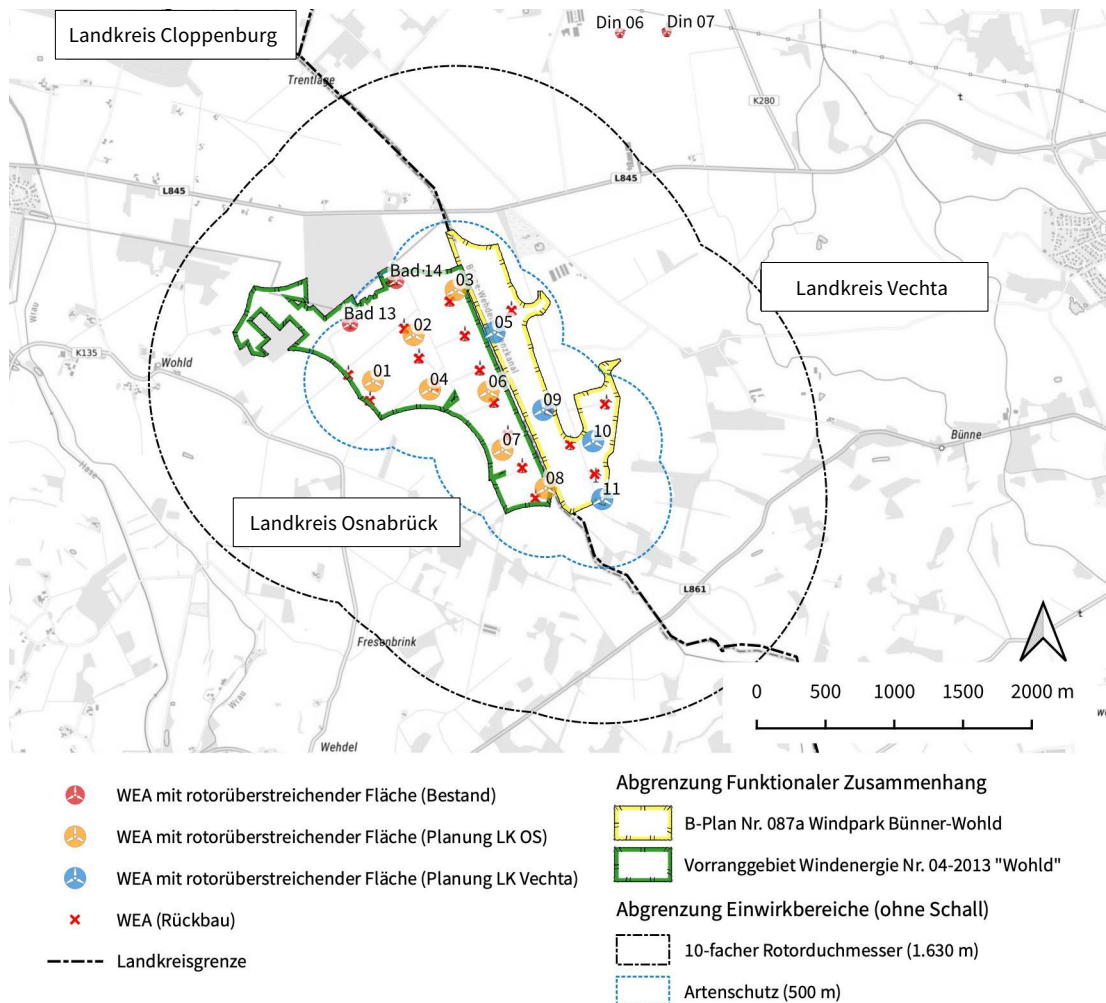 Landkreis Cloppenburg
Din 06
Din 07
Trentlage
K280
t
L845
L845
Landkreis Vechta
Bad 14
03
Bad 13
02
05
Wrau
K135
Wohld
01
04
06
09
10
Bünne
07
08
11
Hase
Landkreis Osnabrück
L861
Fresenbrink
t
Wrau
Wehdel
0 500 1000 1500 2000 m
WEA mit rotorüberstreichender Fläche (Bestand)
WEA mit rotorüberstreichender Fläche (Planung LK OS)
WEA mit rotorüberstreichender Fläche (Planung LK Vechta)
WEA (Rückbau)
Landkreisgrenze
Abgrenzung Funktionaler Zusammenhang
B-Plan Nr. 087a Windpark Bünner-Wohld
Vorranggebiet Windenergie Nr. 04-2013 "Wohld"
Abgrenzung Einwirkbereiche (ohne Schall)
10-facher Rotorduchmesser (1.630 m)
Artenschutz (500 m)